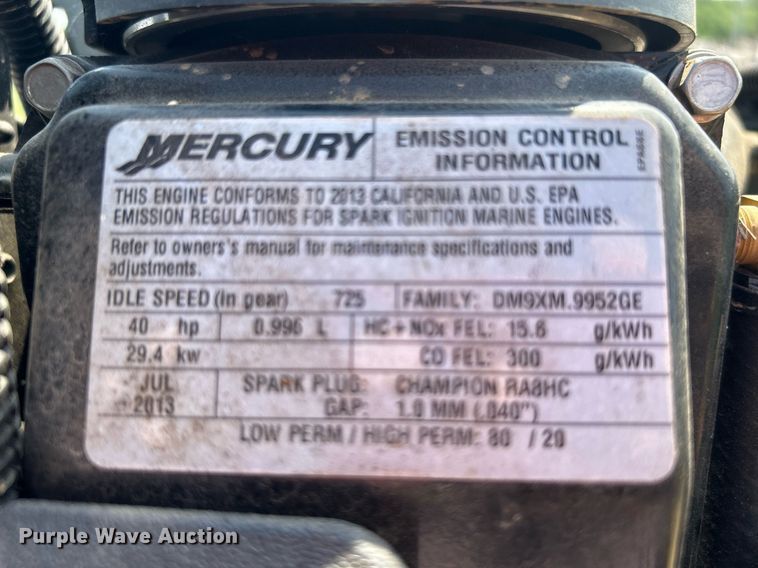 MERCURY
EMISSION CONTROL
INFORMATION
EPA86E
THIS ENGINE CONFORMS TO 2013 CALIFORNIA AND U.S. EPA
EMISSION REGULATIONS FOR SPARK IGNITION MARINE ENGINES.
Refer to owners's manual for maintenance specifications and
adjustments.
IDLE SPEED (in gear) 725 FAMILY: DM9XM.9952GE
40 hp 0.996 L HC + NOx FEL: 15.6 g/kWh
29.4 kw CO FEL: 300 g/kWh
JUL SPARK PLUG: CHAMPION RA8HC
2013 GAP: 1.0 MM (.040")
LOW PERM / HIGH PERM: 80 / 20
Purple Wave Auction